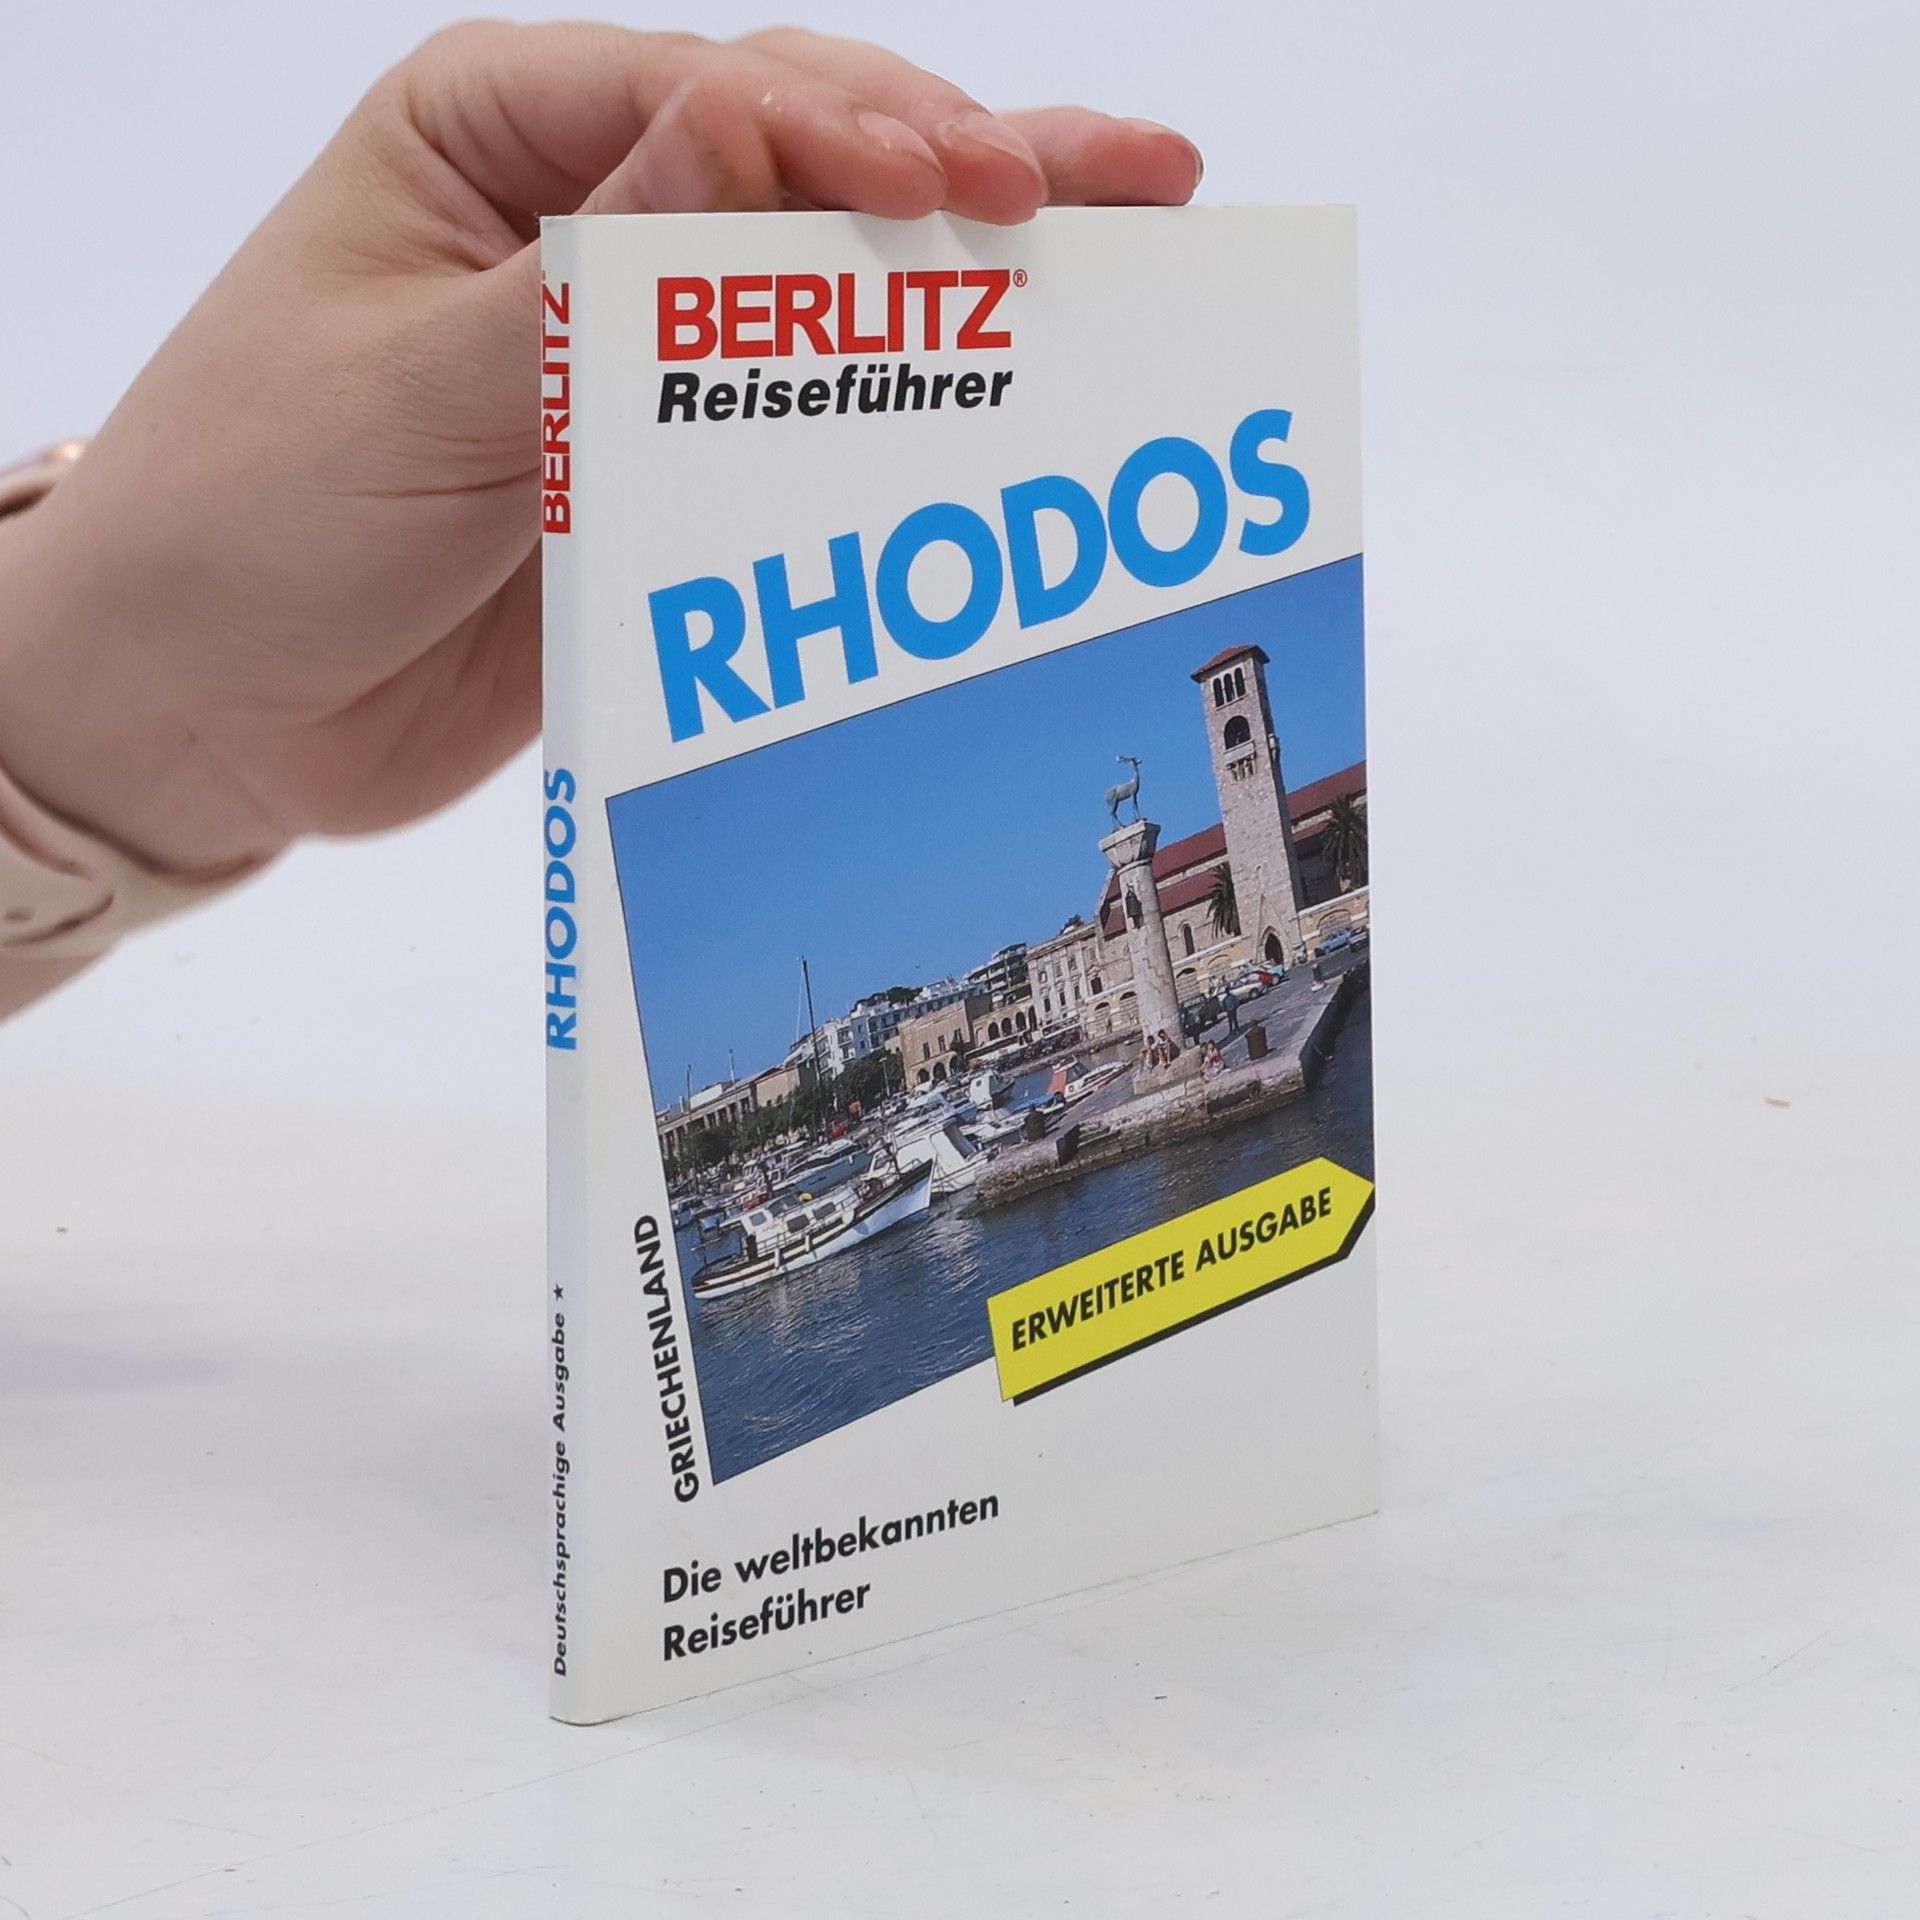 BERLITZ®
Reiseführer
RHODOS
GRIECHENLAND
ERWEITERTE AUSGABE
Die weltbekannten
Reiseführer
BERLITZ®
RHODOS
Deutschsprachige Ausgabe ★